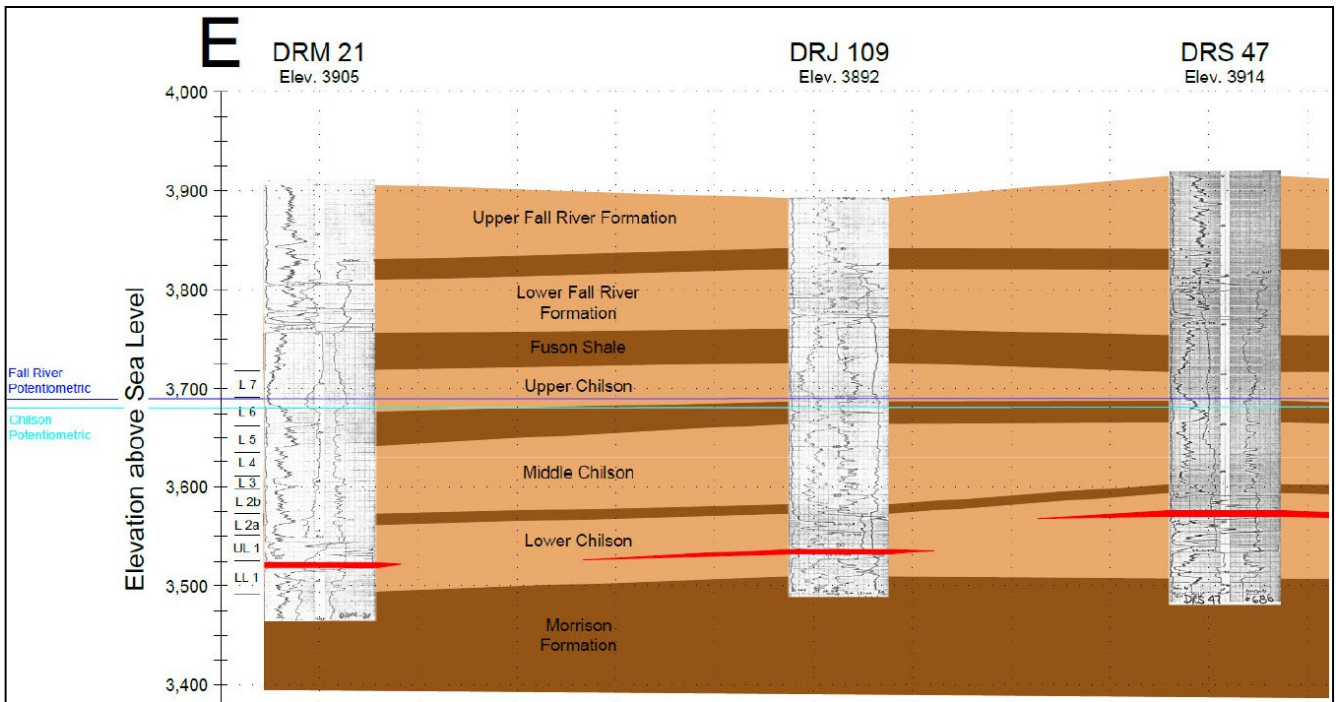 E
DRM 21
Elev. 3905
DRJ 109
Elev. 3892
DRS 47
Elev. 3914
4,000
3,900
3,800
3,700
3,600
3,500
3,400
Elevation above Sea Level
Fall River
Potentiometric
Chilson
Potentiometric
L 7
L 6
L 5
L 4
L 3
L 2b
L 2a
UL 1
LL 1
Upper Fall River Formation
Lower Fall River
Formation
Fuson Shale
Upper Chilson
Middle Chilson
Lower Chilson
Morrison
Formation
DRS 47
#686